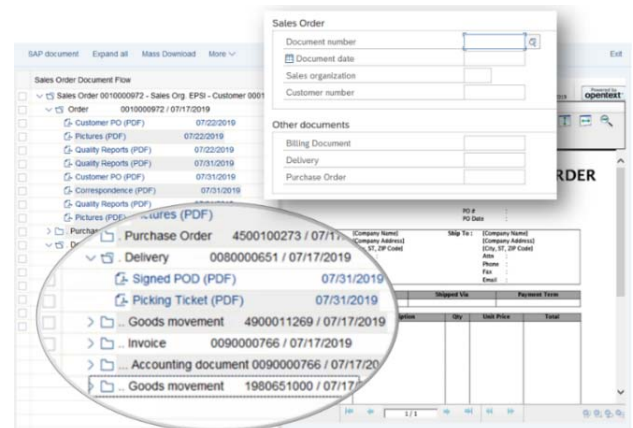 Sales Order
Document number
Document date
Sales organization
Customer number
Other documents
Billing Document
Delivery
Purchase Order
SAP document Expand all Mass Download More
Exit
Sales Order Document Flow
Sales Order 0010000972 - Sales Org. EPSI - Customer 0001
Order 0010000972 / 07/17/2019
Customer PO (PDF) 07/22/2019
Pictures (PDF) 07/22/2019
Quality Reports (PDF) 07/22/2019
Quality Reports (PDF) 07/31/2019
Customer PO (PDF) 07/31/2019
Correspondence (PDF) 07/31/2019
Quality Reports (PDF)
Pictures (PDF)
. Purchas
. D
(PDF)
. Purchase Order 4500100273 / 07/17
. Delivery 0080000651 / 07/17/2019
Signed POD (PDF) 07/31/2019
Picking Ticket (PDF) 07/31/2019
.. Goods movement 4900011269 / 07/17/2019
.. Invoice 0090000766 / 07/17/2019
... Accounting document 0090000766 / 07/17/20
.. Goods movement 1980651000 / 07/17/
Powered by
opentext
RDER
PO # :
PO Date :
[Company Name]
[Company Address]
[City, ST, ZIP Code]
Ship To : [Company Name]
[Company Address]
[City, ST, ZIP Code]
Attn :
Phone :
Fax :
Email :
Shipped Via Payment Term
Qty Unit Price Total
1/1